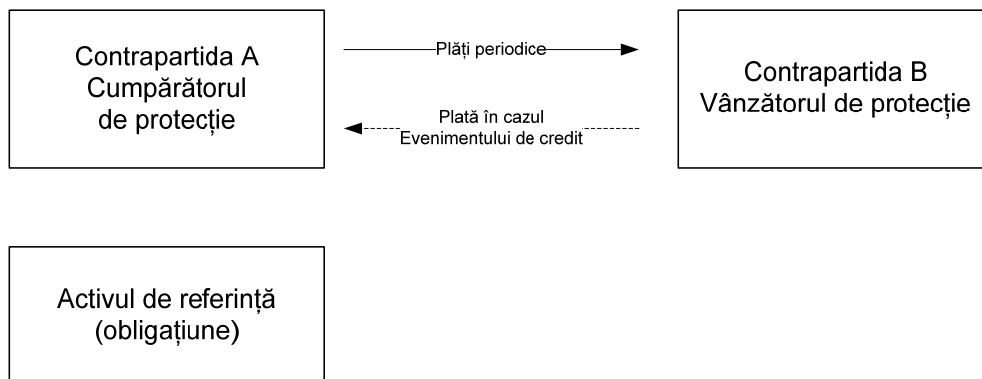 Contrapartida A
Cumpărătorul
de protecție
Plăți periodice
Plată în cazul
Evenimentului de credit
Contrapartida B
Vânzătorul de protecție
Activul de referință
(obligațiune)